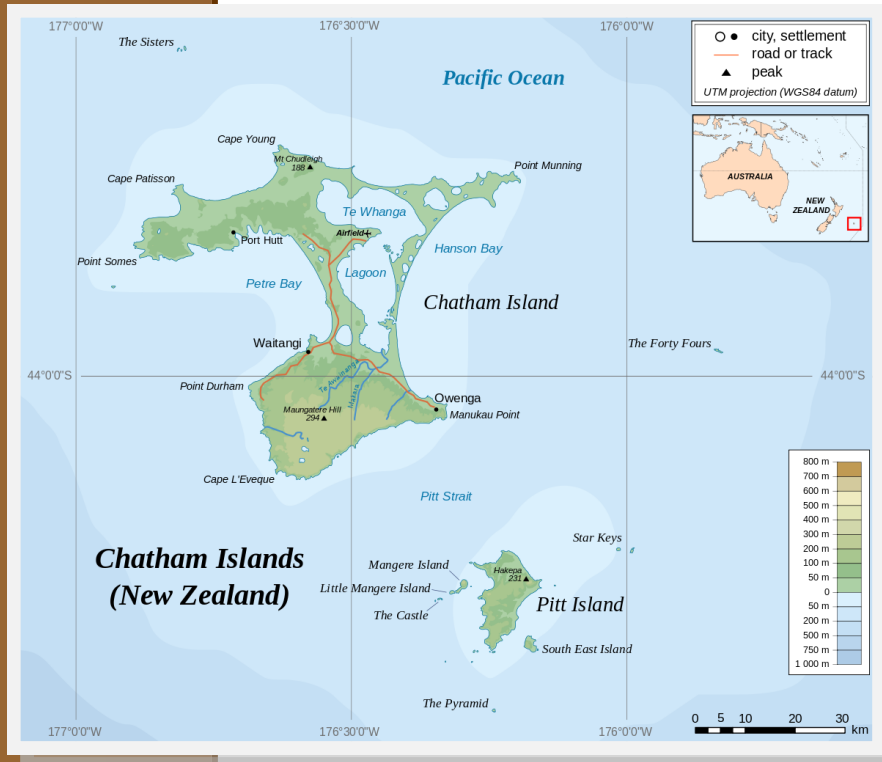 177°0'0"W
176°30'0"W
176°0'0"W
The Sisters
Pacific Ocean
city, settlement
road or track
peak
UTM projection (WGS84 datum)
AUSTRALIA
NEW
ZEALAND
Cape Young
Mt Chudleigh
188
Point Munning
Cape Patisson
Te Whanga
Airfield
Port Hutt
Hanson Bay
Point Somes
Lagoon
Petre Bay
Chatham Island
Waitangi
The Forty Fours
44°0'0"S
44°0'0"S
Te Awainanga
Makara
Point Durham
Owenga
Maungatere Hill
294
Manukau Point
Cape L'Eveque
Pitt Strait
800 m
700 m
600 m
500 m
400 m
300 m
200 m
100 m
50 m
0
50 m
200 m
500 m
750 m
1 000 m
Star Keys
Chatham Islands
(New Zealand)
Mangere Island
Hakepa
231
Little Mangere Island
Pitt Island
The Castle
South East Island
The Pyramid
0 5 10 20 30
km
177°0'0"W
176°30'0"W
176°0'0"W